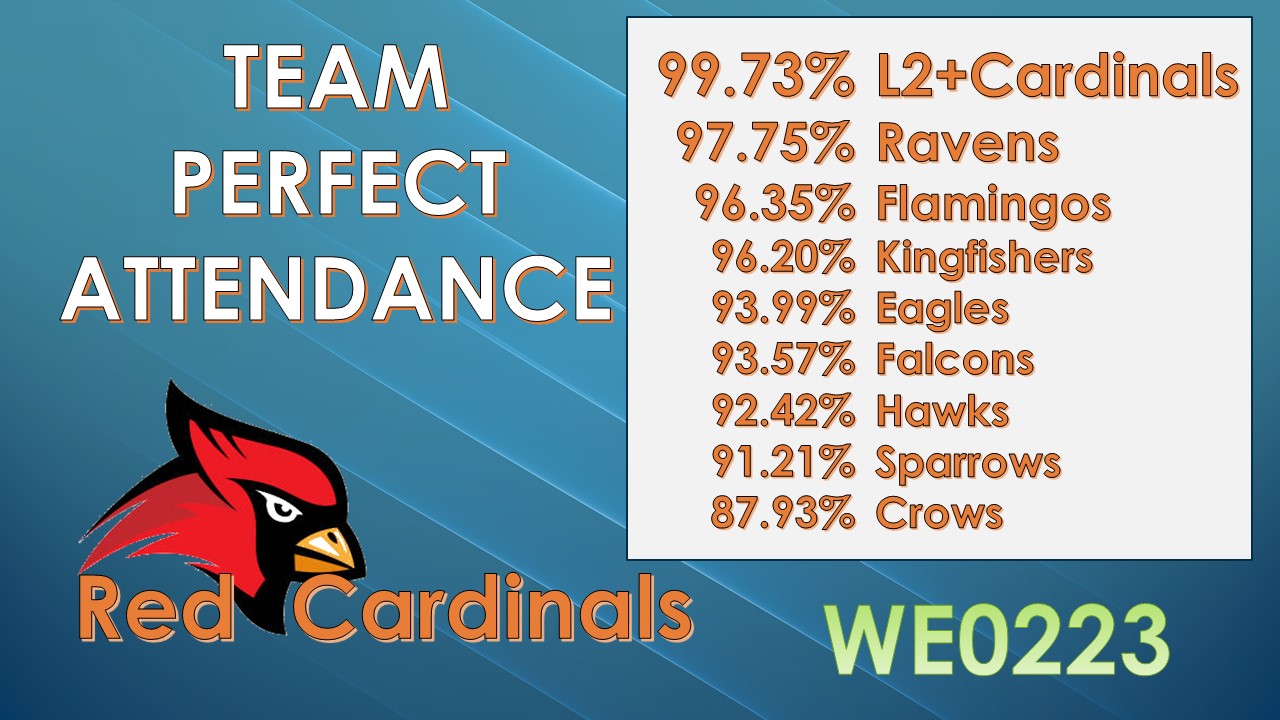 TEAM
PERFECT
ATTENDANCE
99.73% L2+Cardinals
97.75% Ravens
96.35% Flamingos
96.20% Kingfishers
93.99% Eagles
93.57% Falcons
92.42% Hawks
91.21% Sparrows
87.93% Crows
Red Cardinals
WE0223